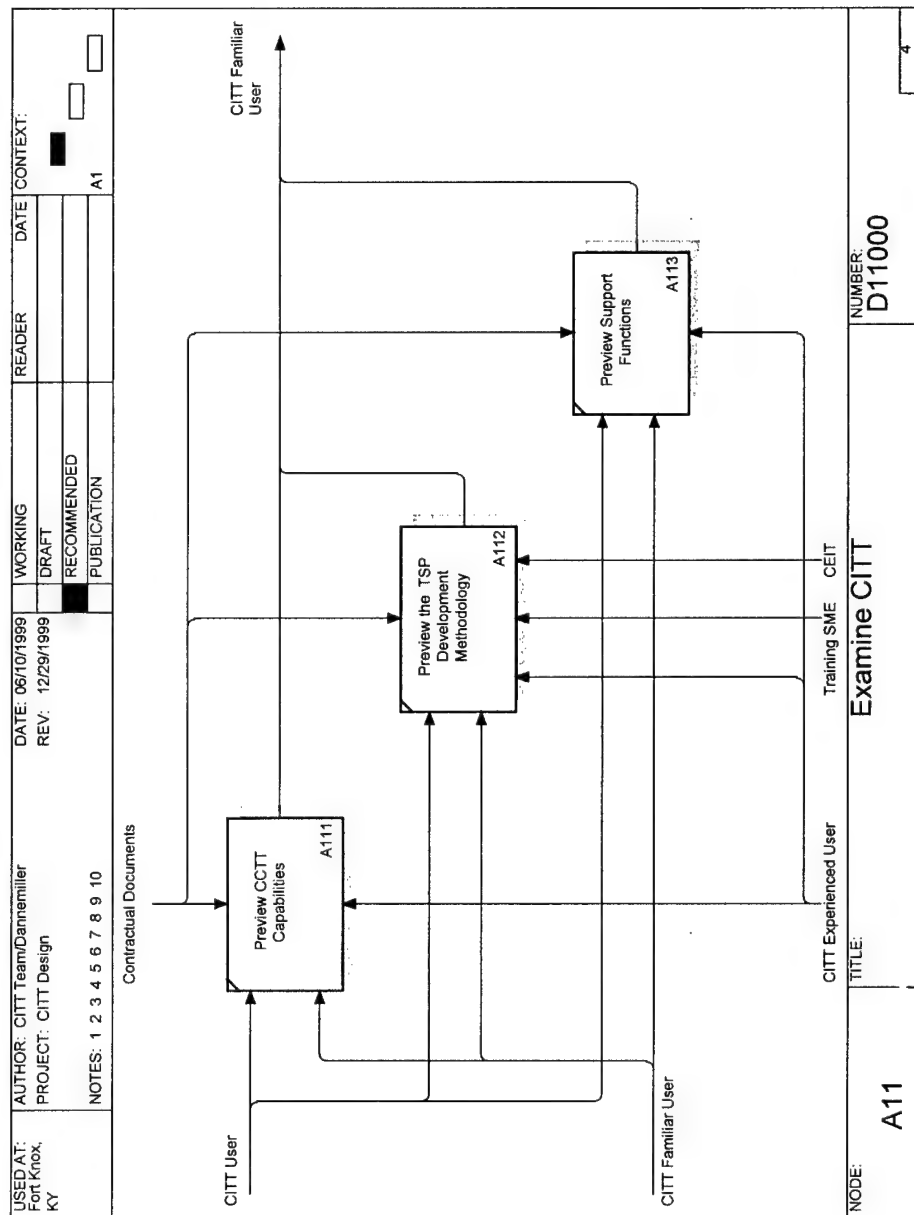 USED AT:
Fort Knox,
KY
AUTHOR: CITT Team/Dannemiller
PROJECT: CITT Design
NOTES: 1 2 3 4 5 6 7 8 9 10
DATE: 06/10/1999
REV: 12/29/1999
WORKING
DRAFT
RECOMMENDED
PUBLICATION
READER
DATE
CONTEXT:
A1
Contractual Documents
CITT User
CITT Familiar User
Preview CCTT
Capabilities
A111
Preview the TSP
Development
Methodology
A112
Preview Support
Functions
A113
CITT Familiar
User
CITT Experienced User
Training SME
CEIT
NODE:
A11
TITLE:
Examine CITT
NUMBER:
D11000
4